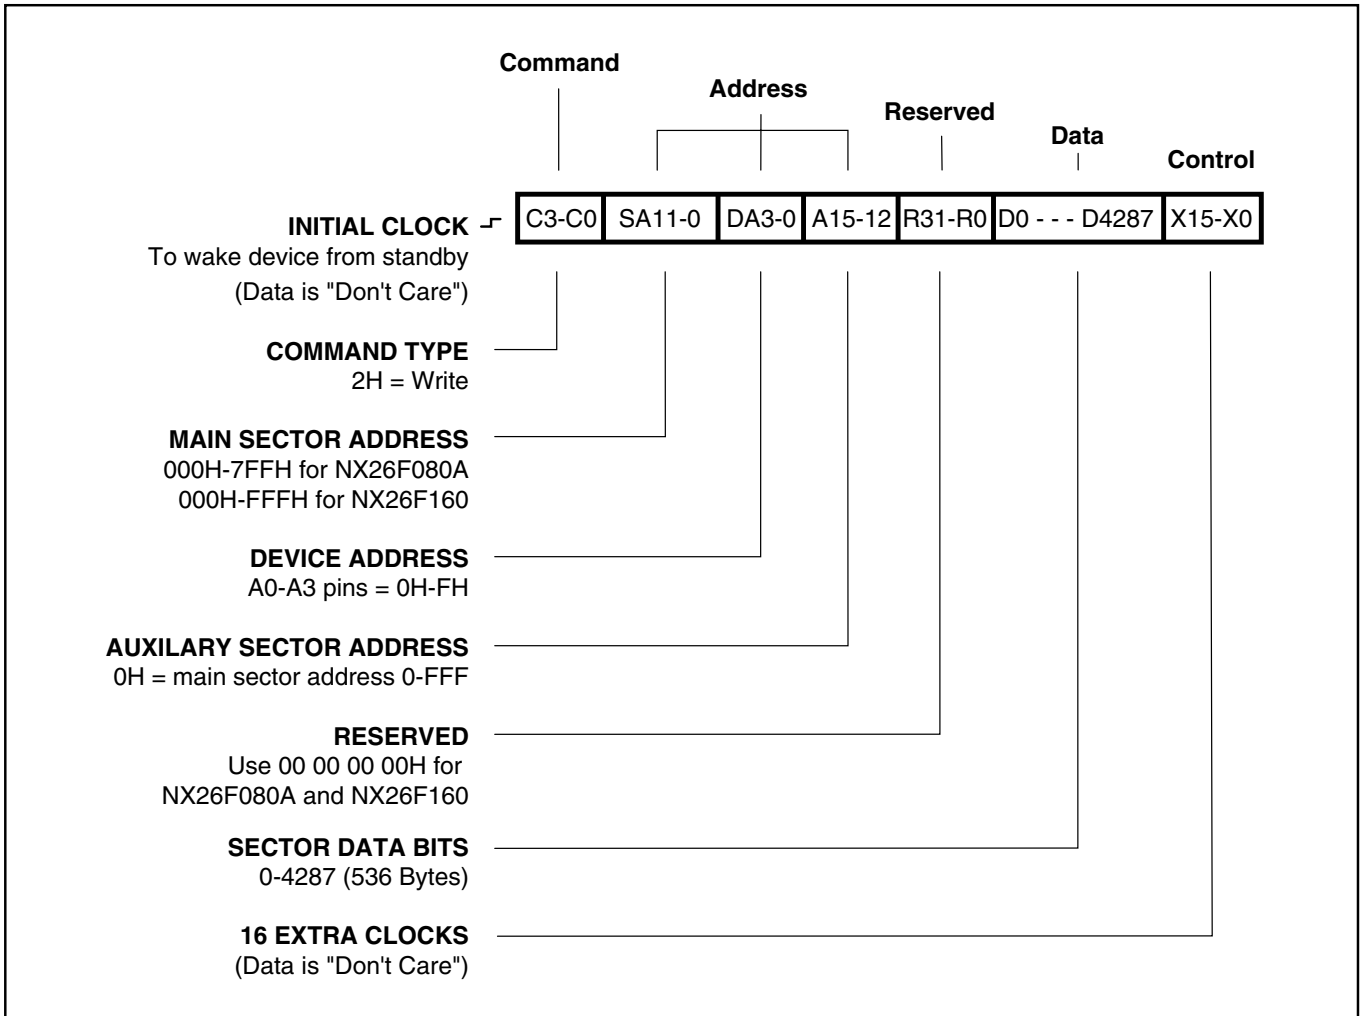 Command
Address
Reserved
Data
Control
C3-C0 SA11-0 DA3-0 A15-12 R31-R0 D0 - - - D4287 X15-X0
INITIAL CLOCK
To wake device from standby
(Data is "Don't Care")
COMMAND TYPE
2H = Write
MAIN SECTOR ADDRESS
000H-7FFH for NX26F080A
000H-FFFH for NX26F160
DEVICE ADDRESS
A0-A3 pins = 0H-FH
AUXILARY SECTOR ADDRESS
0H = main sector address 0-FFF
RESERVED
Use 00 00 00 00H for
NX26F080A and NX26F160
SECTOR DATA BITS
0-4287 (536 Bytes)
16 EXTRA CLOCKS
(Data is "Don't Care")